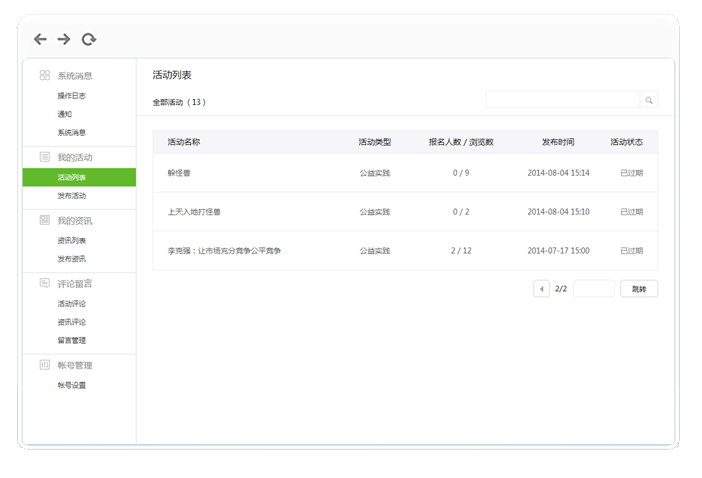 系统消息
操作日志
通知
系统消息
我的活动
活动列表
发布活动
我的资讯
资讯列表
发布资讯
评论留言
活动评论
资讯评论
留言管理
帐号管理
帐号设置
活动列表
全部活动（13）
活动名称 活动类型 报名人数 / 浏览数 发布时间 活动状态
躲怪兽 公益实践 0 / 9 2014-08-04 15:14 已过期
上天入地打怪兽 公益实践 0 / 2 2014-08-04 15:10 已过期
李克强：让市场充分竞争公平竞争 公益实践 2 / 12 2014-07-17 15:00 已过期
2/2 跳转